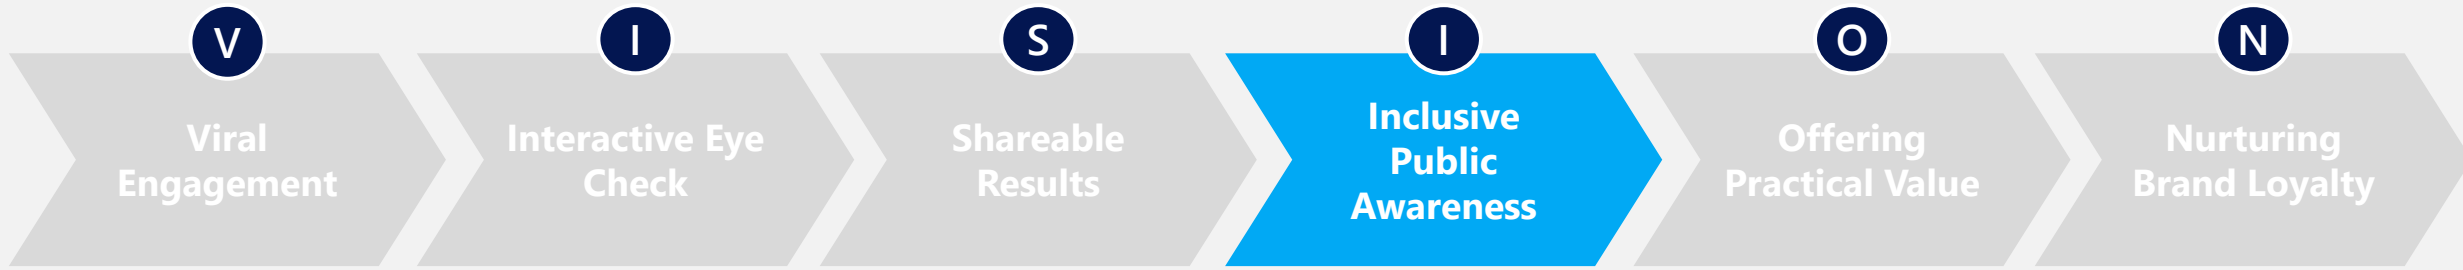 V
Viral
Engagement
I
Interactive Eye
Check
S
Shareable
Results
I
Inclusive
Public
Awareness
O
Offering
Practical Value
N
Nurturing
Brand Loyalty